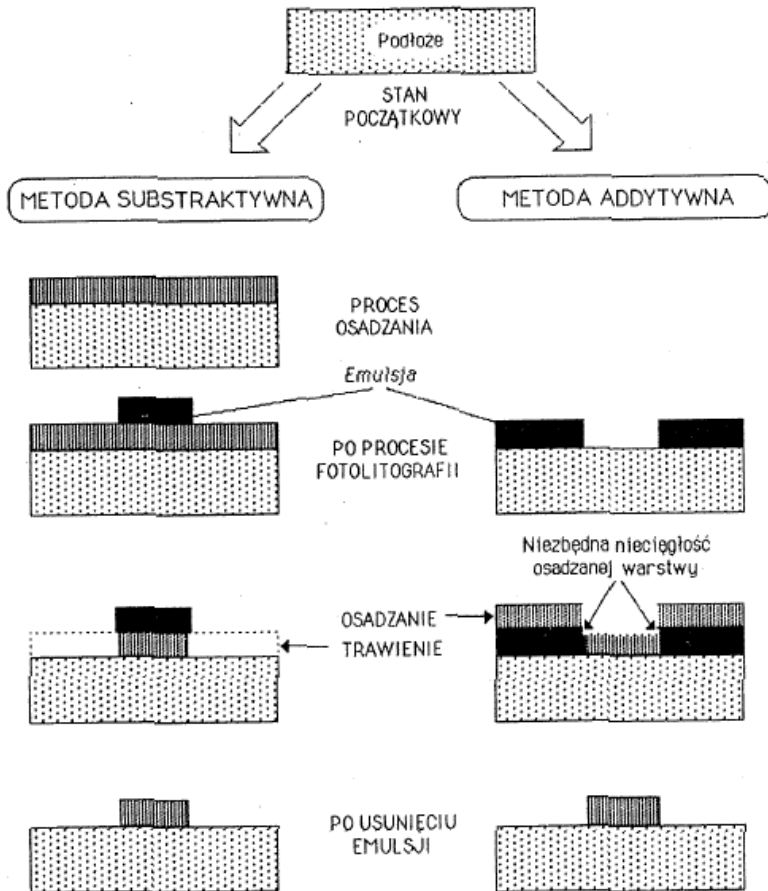 Podłoże
STAN
POCZĄTKOWY
METODA SUBSTRAKTYWNA
METODA ADDYTYWNA
PROCES
OSADZANIA
Emulsja
PO PROCESIE
FOTOLITOGRAFII
Niezbędna nieciągłość
osadzanej warstwy
OSADZANIE
TRAWIENIE
PO USUNIĘCIU
EMULSJI